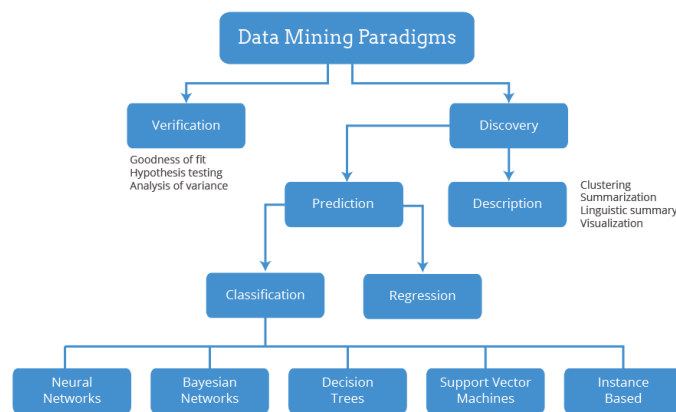 Data Mining Paradigms
Verification
Discovery
Goodness of fit
Hypothesis testing
Analysis of variance
Prediction
Description
Clustering
Summarization
Linguistic summary
Visualization
Classification
Regression
Neural
Networks
Bayesian
Networks
Decision
Trees
Support Vector
Machines
Instance
Based